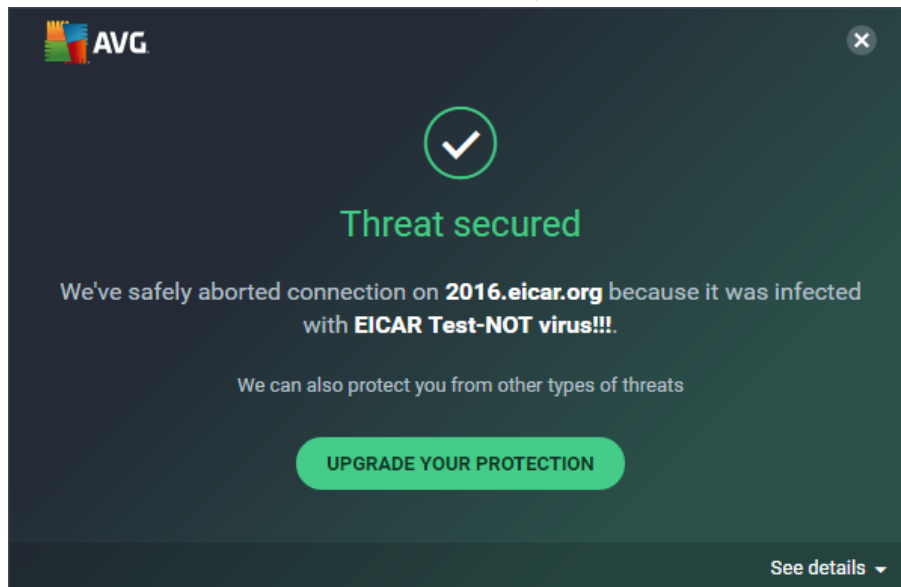 AVG
Threat secured
We've safely aborted connection on 2016.eicar.org because it was infected
with EICAR Test-NOT virus!!!.
We can also protect you from other types of threats
UPGRADE YOUR PROTECTION
See details